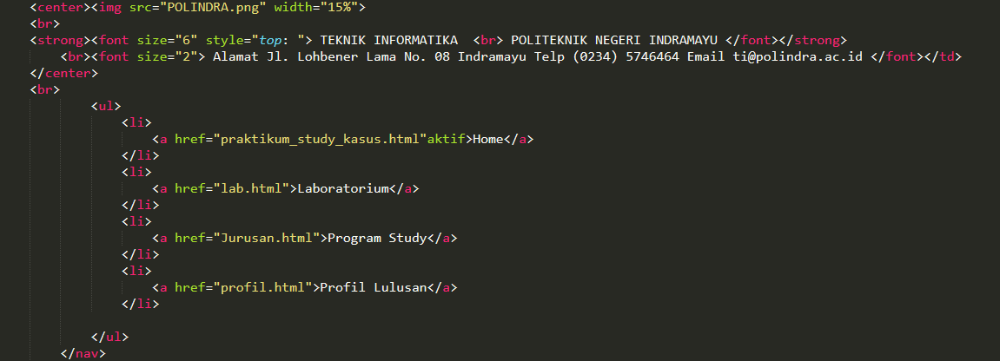 <center><img src="POLINDRA.png" width="15%">
<br>
<strong><font size="6" style="top: "> TEKNIK INFORMATIKA  <br> POLITEKNIK NEGERI INDRAMAYU </font></strong>
<br><font size="2"> Alamat Jl. Lohbener Lama No. 08 Indramayu Telp (0234) 5746464 Email ti@polindra.ac.id </font></td>
</center>
<br>
<ul>
<li>
<a href="praktikum_study_kasus.html"aktif>Home</a>
</li>
<li>
<a href="lab.html">Laboratorium</a>
</li>
<li>
<a href="Jurusan.html">Program Study</a>
</li>
<li>
<a href="profil.html">Profil Lulusan</a>
</li>
</ul>
</nav>